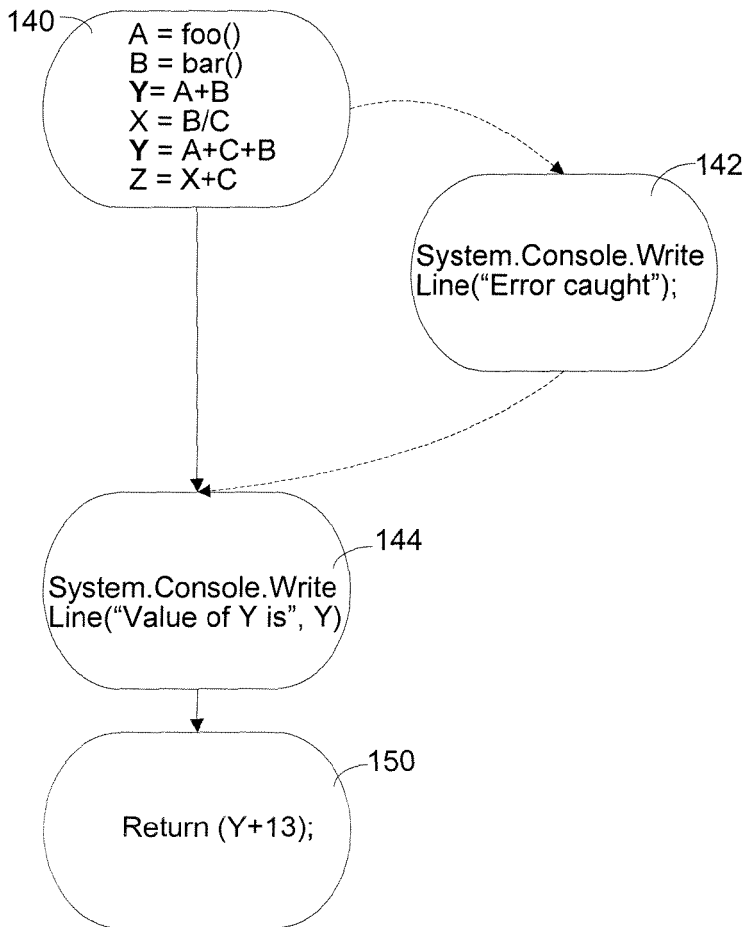 140
A = foo()
B = bar()
Y= A+B
X = B/C
Y = A+C+B
Z = X+C
142
System.Console.Write
Line(“Error caught”);
144
System.Console.Write
Line(“Value of Y is”, Y)
150
Return (Y+13);